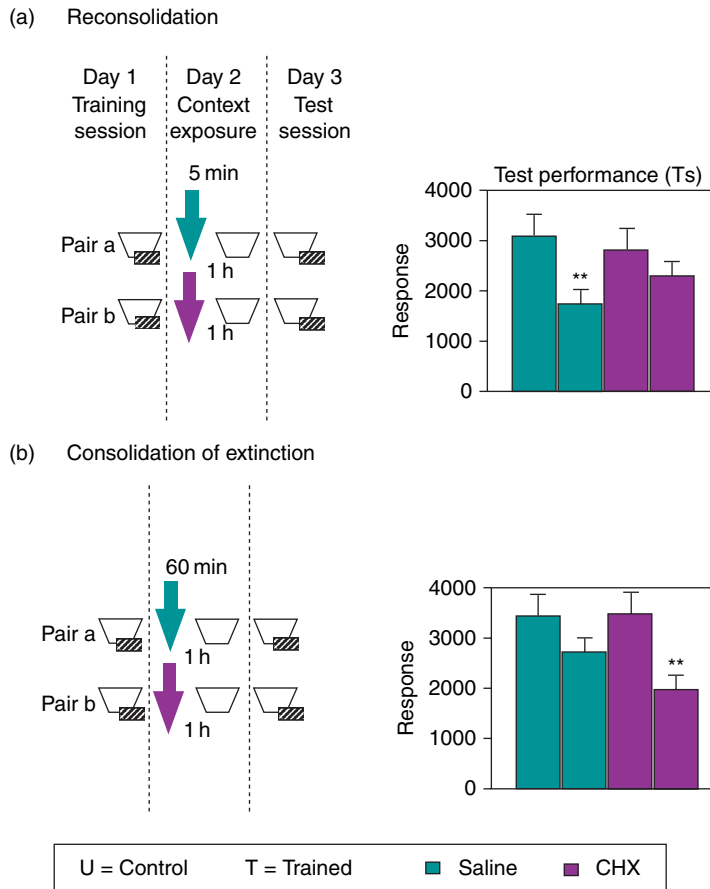 (a) Reconsolidation
Day 1 Day 2 Day 3
Training Context Test
session exposure session
5 min
Pair a
1 h
Pair b
1 h
Test performance (Ts)
4000
3000
**
2000
1000
0
Response
(b) Consolidation of extinction
60 min
Pair a
1 h
Pair b
1 h
4000
3000
**
2000
1000
0
Response
U = Control T = Trained Saline CHX